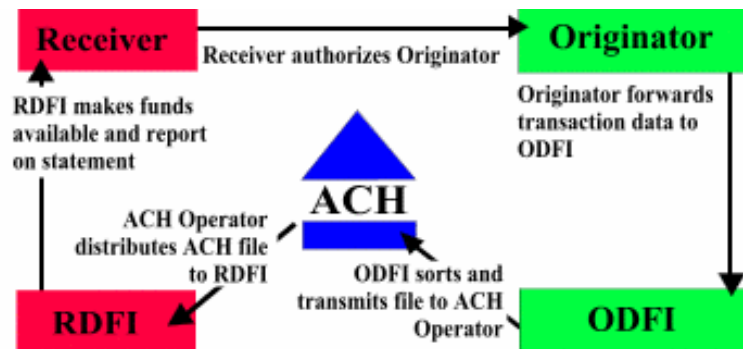 Receiver
Originator
Receiver authorizes Originator
RDFI makes funds
available and report
on statement
Originator forwards
transaction data to
ODFI
ACH
ACH Operator
distributes ACH file
to RDFI
ODFI sorts and
transmits file to ACH
Operator
RDFI
ODFI